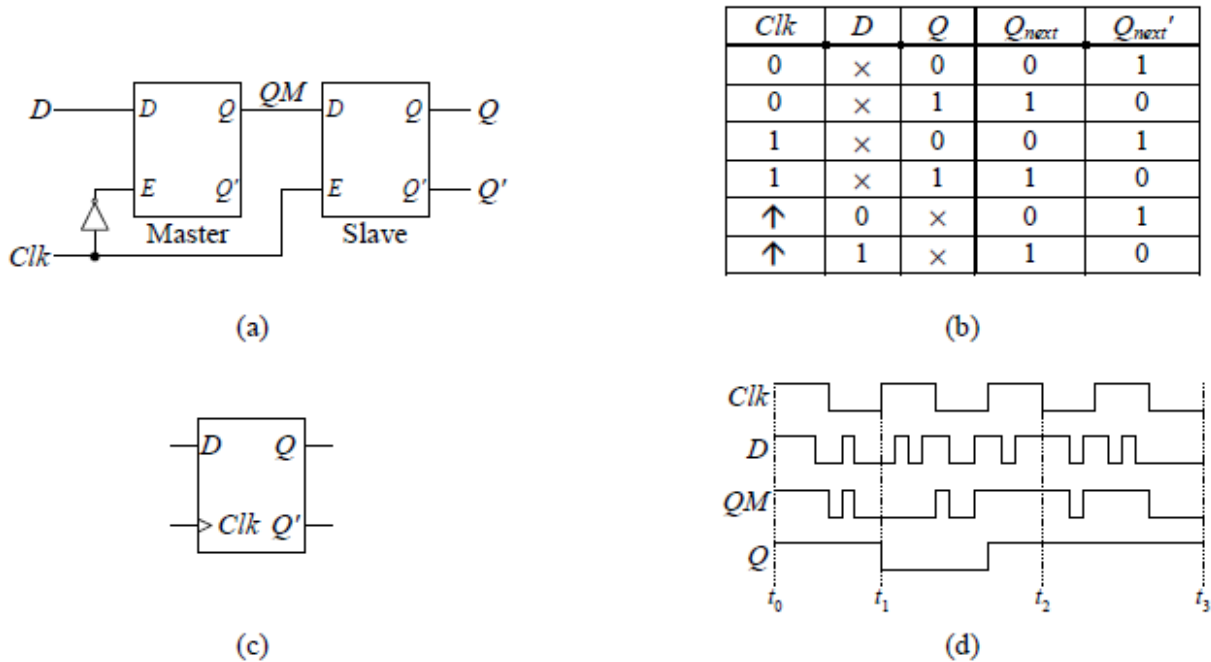 D
D
Q
QM
D
Q
Q
E
Q'
E
Q'
Q'
Master
Slave
Clk
(a)
Clk D Q Qnext Qnext'
0 × 0 0 1
0 × 1 1 0
1 × 0 0 1
1 × 1 1 0
↑ 0 × 0 1
↑ 1 × 1 0
(b)
D Q
Clk Q'
(c)
Clk
D
QM
Q
t0 t1 t2 t3
(d)